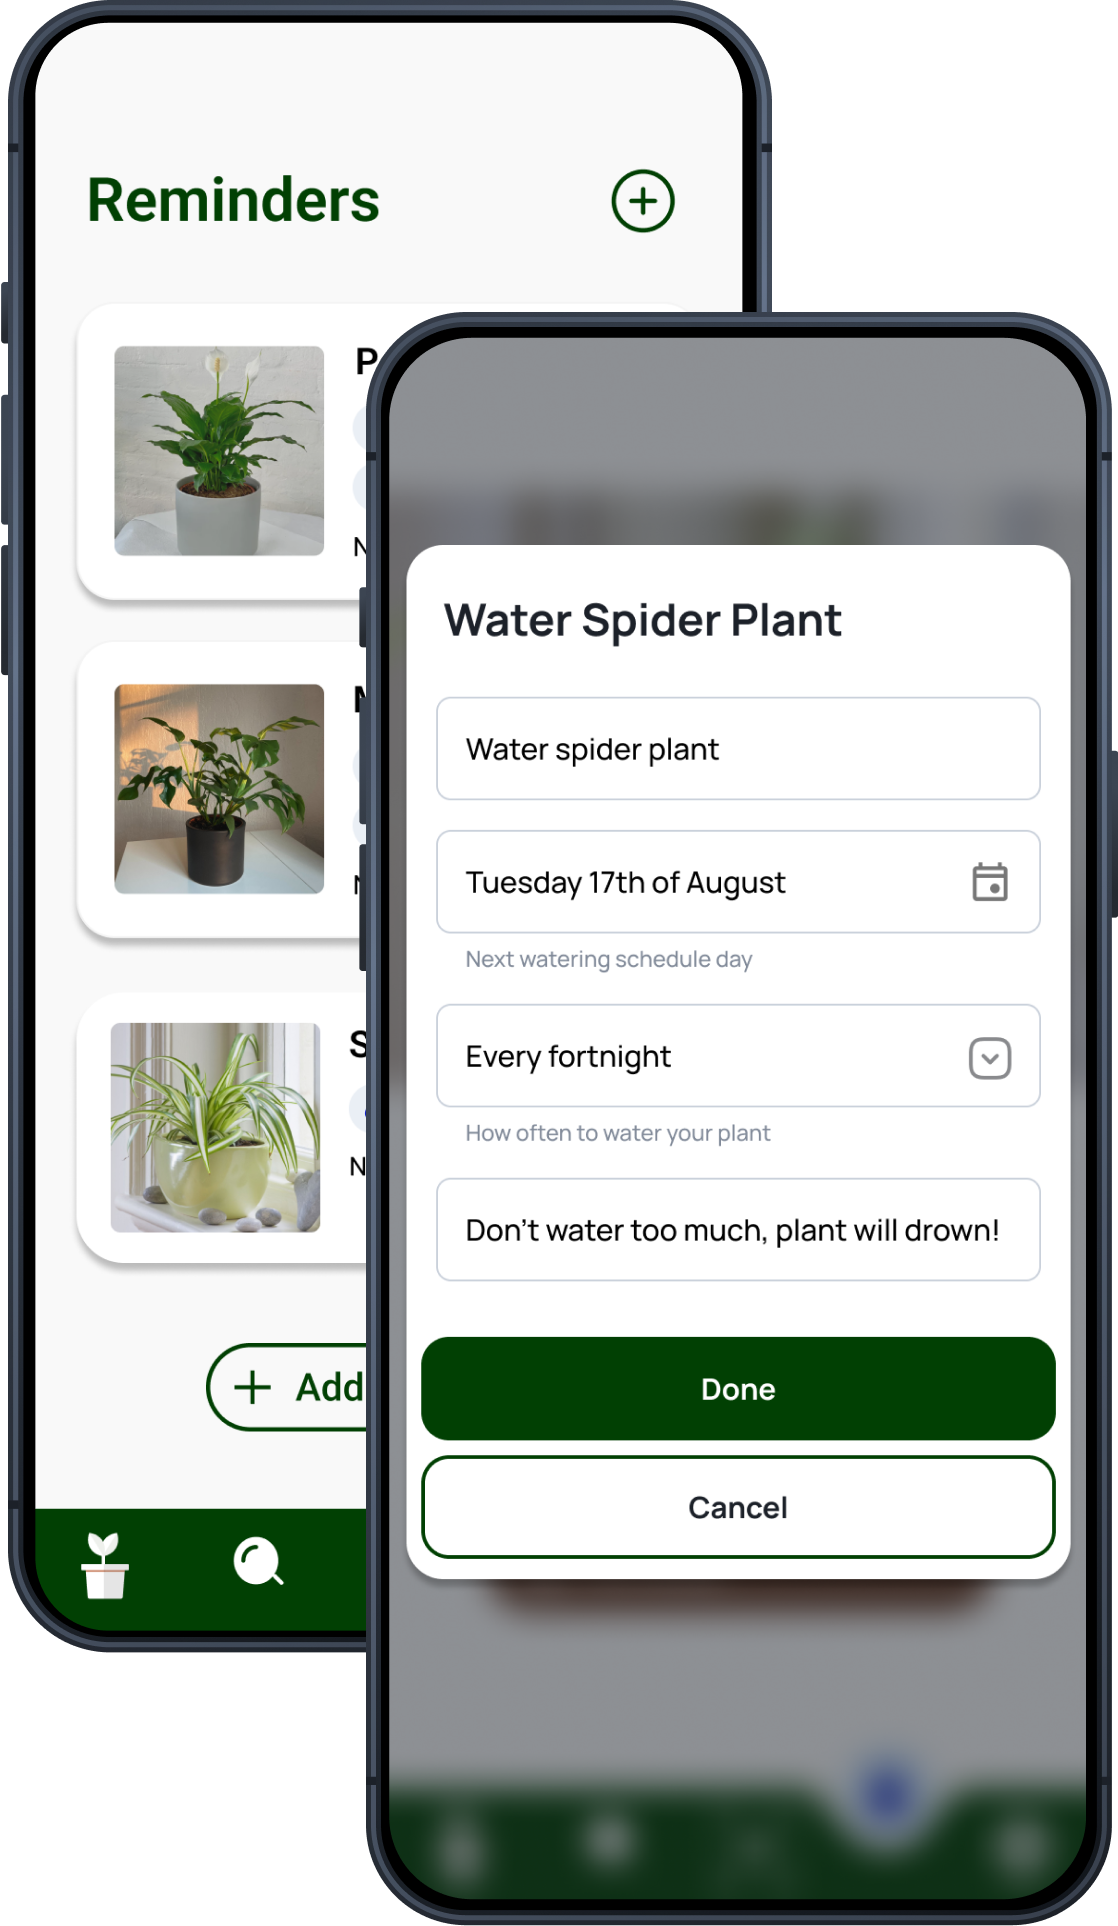 Reminders
Add
Water Spider Plant
Water spider plant
Tuesday 17th of August
Next watering schedule day
Every fortnight
How often to water your plant
Don't water too much, plant will drown!
Done
Cancel